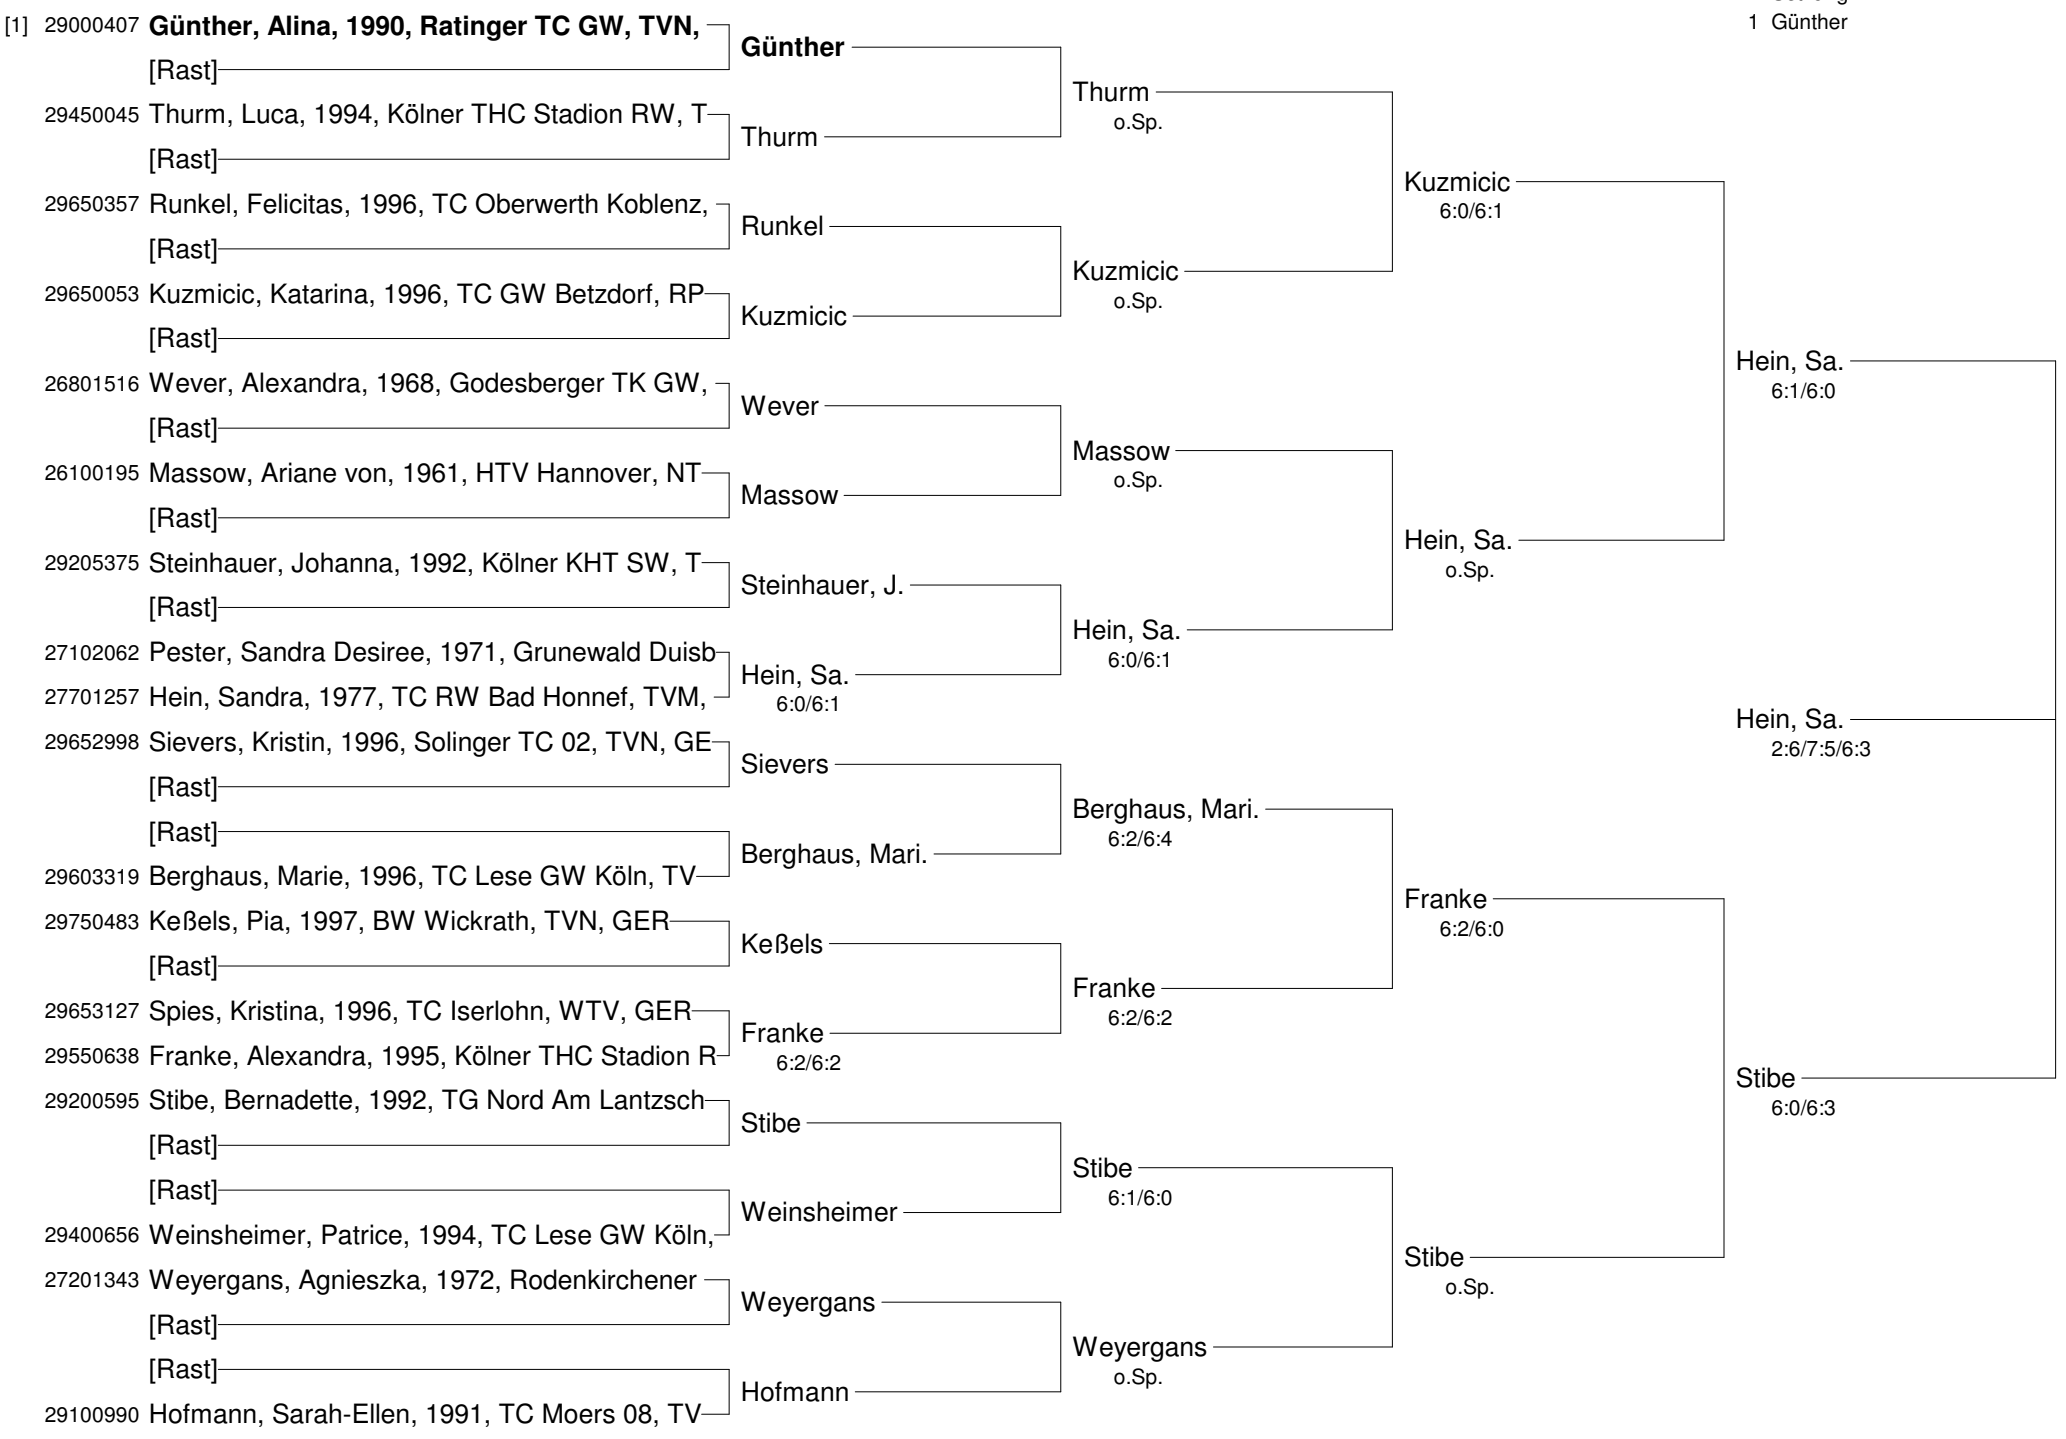 [1] 29000407 Günther, Alina, 1990, Ratinger TC GW, TVN,
[Rast]
29450045 Thurm, Luca, 1994, Kölner THC Stadion RW, T
[Rast]
29650357 Runkel, Felicitas, 1996, TC Oberwerth Koblenz,
[Rast]
29650053 Kuzmicic, Katarina, 1996, TC GW Betzdorf, RP
[Rast]
26801516 Wever, Alexandra, 1968, Godesberger TK GW,
[Rast]
26100195 Massow, Ariane von, 1961, HTV Hannover, NT
[Rast]
29205375 Steinhauer, Johanna, 1992, Kölner KHT SW, T
[Rast]
27102062 Pester, Sandra Desiree, 1971, Grunewald Duisb
27701257 Hein, Sandra, 1977, TC RW Bad Honnef, TVM,
29652998 Sievers, Kristin, 1996, Solinger TC 02, TVN, GE
[Rast]
[Rast]
29603319 Berghaus, Marie, 1996, TC Lese GW Köln, TV
29750483 Keßels, Pia, 1997, BW Wickrath, TVN, GER
[Rast]
29653127 Spies, Kristina, 1996, TC Iserlohn, WTV, GER
29550638 Franke, Alexandra, 1995, Kölner THC Stadion R
29200595 Stibe, Bernadette, 1992, TG Nord Am Lantzsch
[Rast]
[Rast]
29400656 Weinsheimer, Patrice, 1994, TC Lese GW Köln,
27201343 Weyergans, Agnieszka, 1972, Rodenkirchener
[Rast]
[Rast]
29100990 Hofmann, Sarah-Ellen, 1991, TC Moers 08, TV
Günther
Thurm
Runkel
Kuzmicic
Wever
Massow
Steinhauer, J.
Hein, Sa.
6:0/6:1
Sievers
Berghaus, Mari.
Keßels
Franke
6:2/6:2
Stibe
Weinsheimer
Weyergans
Hofmann
Thurm
o.Sp.
Kuzmicic
o.Sp.
Massow
o.Sp.
Hein, Sa.
6:0/6:1
Berghaus, Mari.
6:2/6:4
Franke
6:2/6:2
Stibe
6:1/6:0
Weyergans
o.Sp.
Kuzmicic
6:0/6:1
Hein, Sa.
o.Sp.
Franke
6:2/6:0
Stibe
o.Sp.
1 Günther
Hein, Sa.
6:1/6:0
Hein, Sa.
2:6/7:5/6:3
Stibe
6:0/6:3